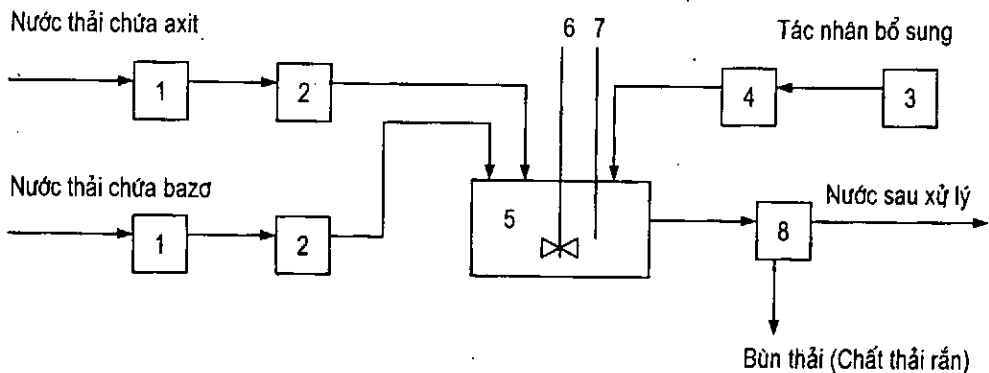 Nước thải chứa axit
6 7
Tác nhân bổ sung
1
2
4
3
Nước thải chứa bazơ
5
Nước sau xử lý
1
2
8
Bùn thải (Chất thải rắn)